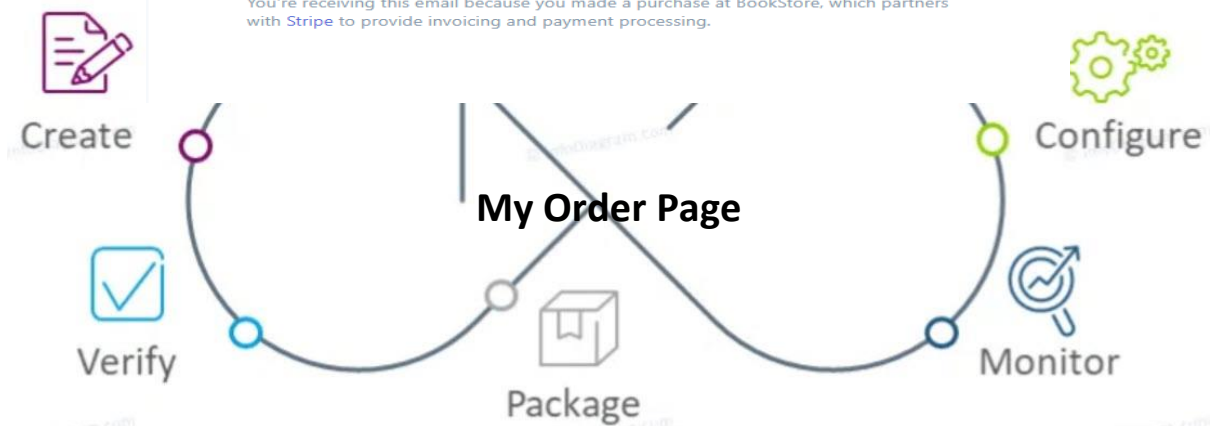 You're receiving this email because you made a purchase at BookStore, which partners
with Stripe to provide invoicing and payment processing.
Create
Configure
My Order Page
Verify
Monitor
Package